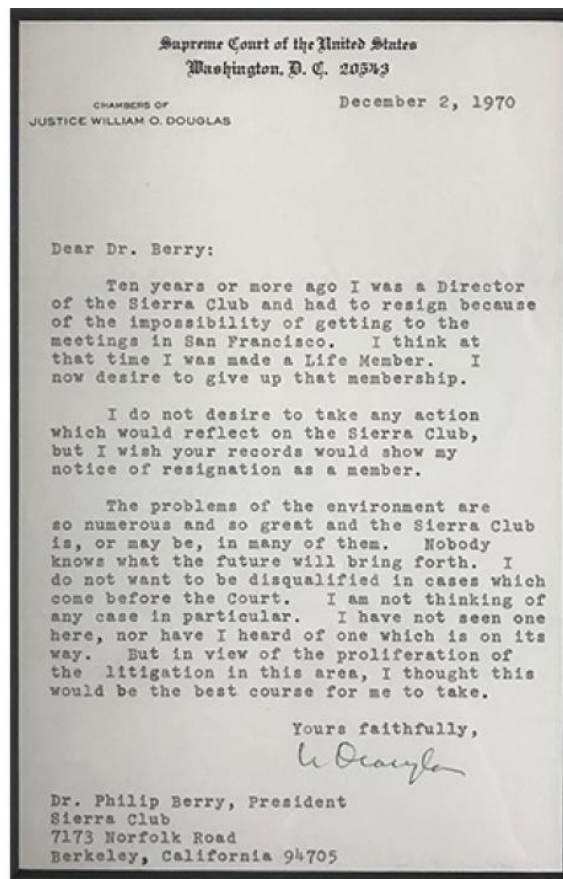 Supreme Court of the United States
Washington, D. C. 20543
CHAMBERS OF
JUSTICE WILLIAM O. DOUGLAS
December 2, 1970
Dear Dr. Berry:
Ten years or more ago I was a Director
of the Sierra Club and had to resign because
of the impossibility of getting to the
meetings in San Francisco. I think at
that time I was made a Life Member. I
now desire to give up that membership.
I do not desire to take any action
which would reflect on the Sierra Club,
but I wish your records would show my
notice of resignation as a member.
The problems of the environment are
so numerous and so great and the Sierra Club
is, or may be, in many of them. Nobody
knows what the future will bring forth. I
do not want to be disqualified in cases which
come before the Court. I am not thinking of
any case in particular. I have not seen one
here, nor have I heard of one which is on its
way. But in view of the proliferation of
the litigation in this area, I thought this
would be the best course for me to take.
Yours faithfully,
W Douglas
Dr. Philip Berry, President
Sierra Club
7173 Norfolk Road
Berkeley, California 94705